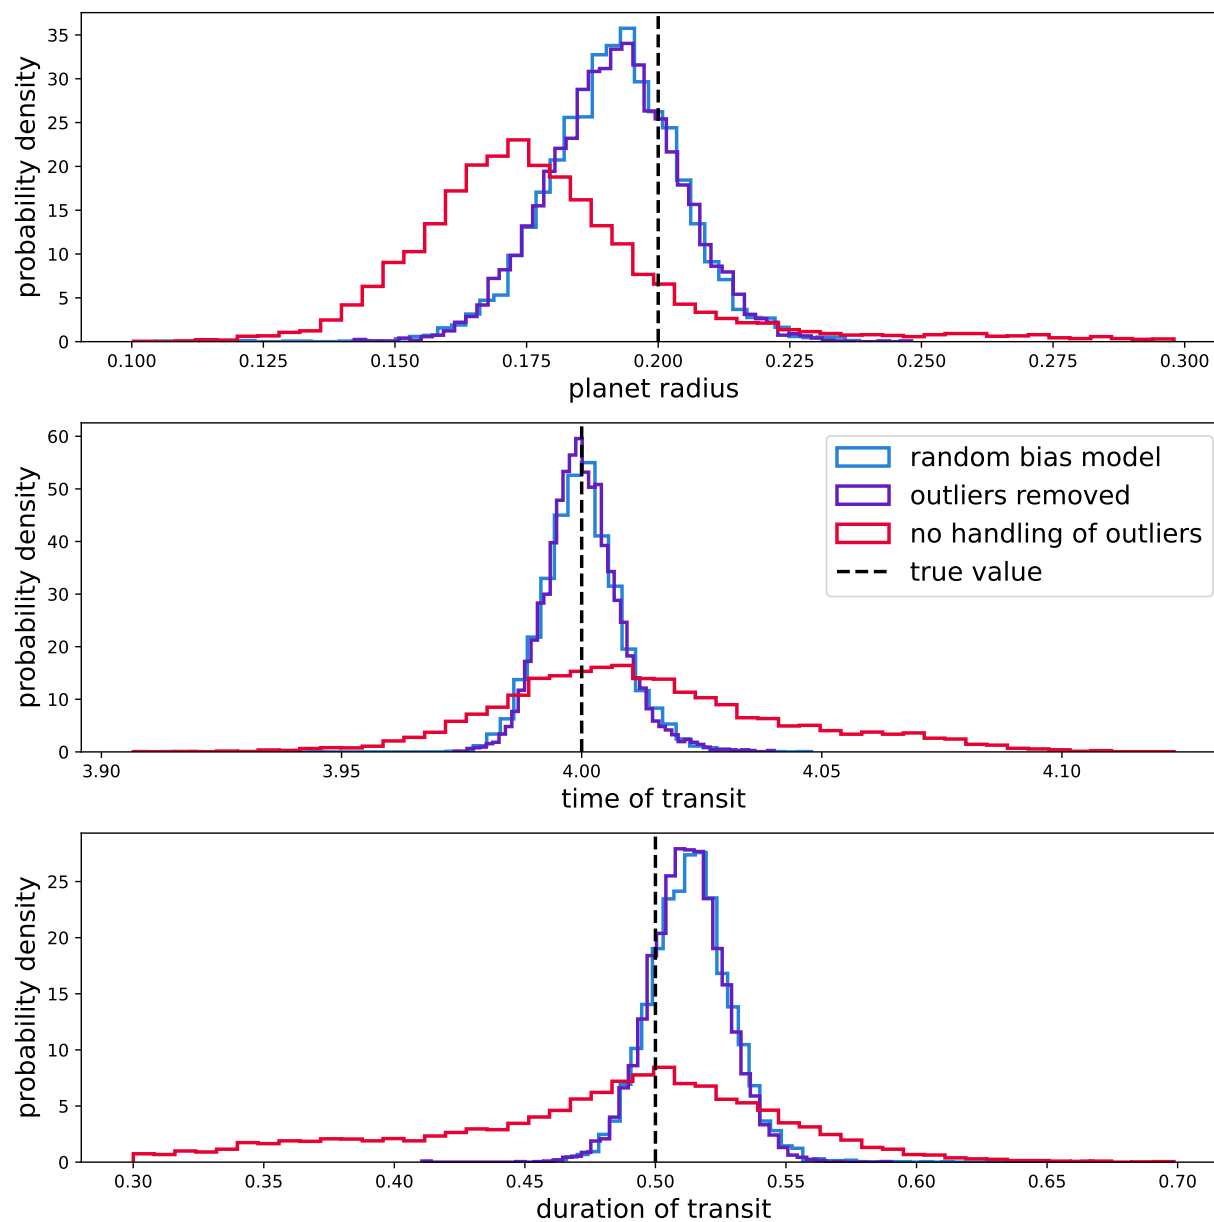 probability density
35
30
25
20
15
10
5
0
0.100 0.125 0.150 0.175 0.200 0.225 0.250 0.275 0.300
planet radius
probability density
60
50
40
30
20
10
0
3.90 3.95 4.00 4.05 4.10
time of transit
random bias model
outliers removed
no handling of outliers
true value
probability density
25
20
15
10
5
0
0.30 0.35 0.40 0.45 0.50 0.55 0.60 0.65 0.70
duration of transit